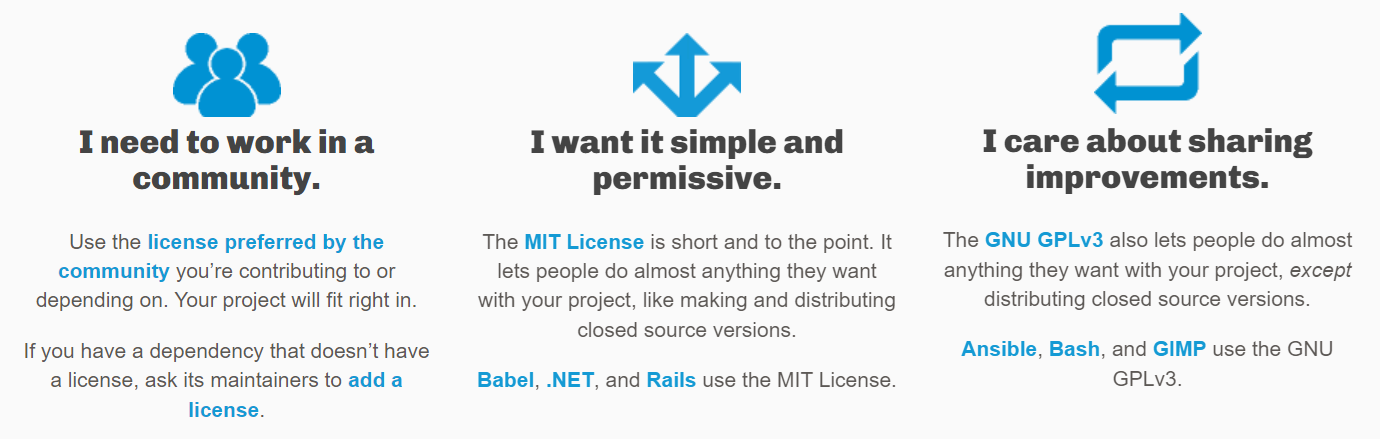 I need to work in a
community.
Use the license preferred by the
community you’re contributing to or
depending on. Your project will fit right in.
If you have a dependency that doesn’t have
a license, ask its maintainers to add a
license.
I want it simple and
permissive.
The MIT License is short and to the point. It
lets people do almost anything they want
with your project, like making and distributing
closed source versions.
Babel, .NET, and Rails use the MIT License.
I care about sharing
improvements.
The GNU GPLv3 also lets people do almost
anything they want with your project, except
distributing closed source versions.
Ansible, Bash, and GIMP use the GNU
GPLv3.